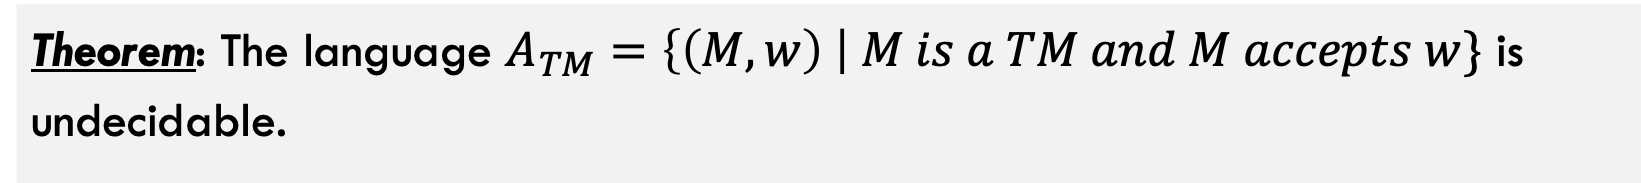 Theorem: The language A_TM = {(M, w) | M is a TM and M accepts w} is
undecidable.